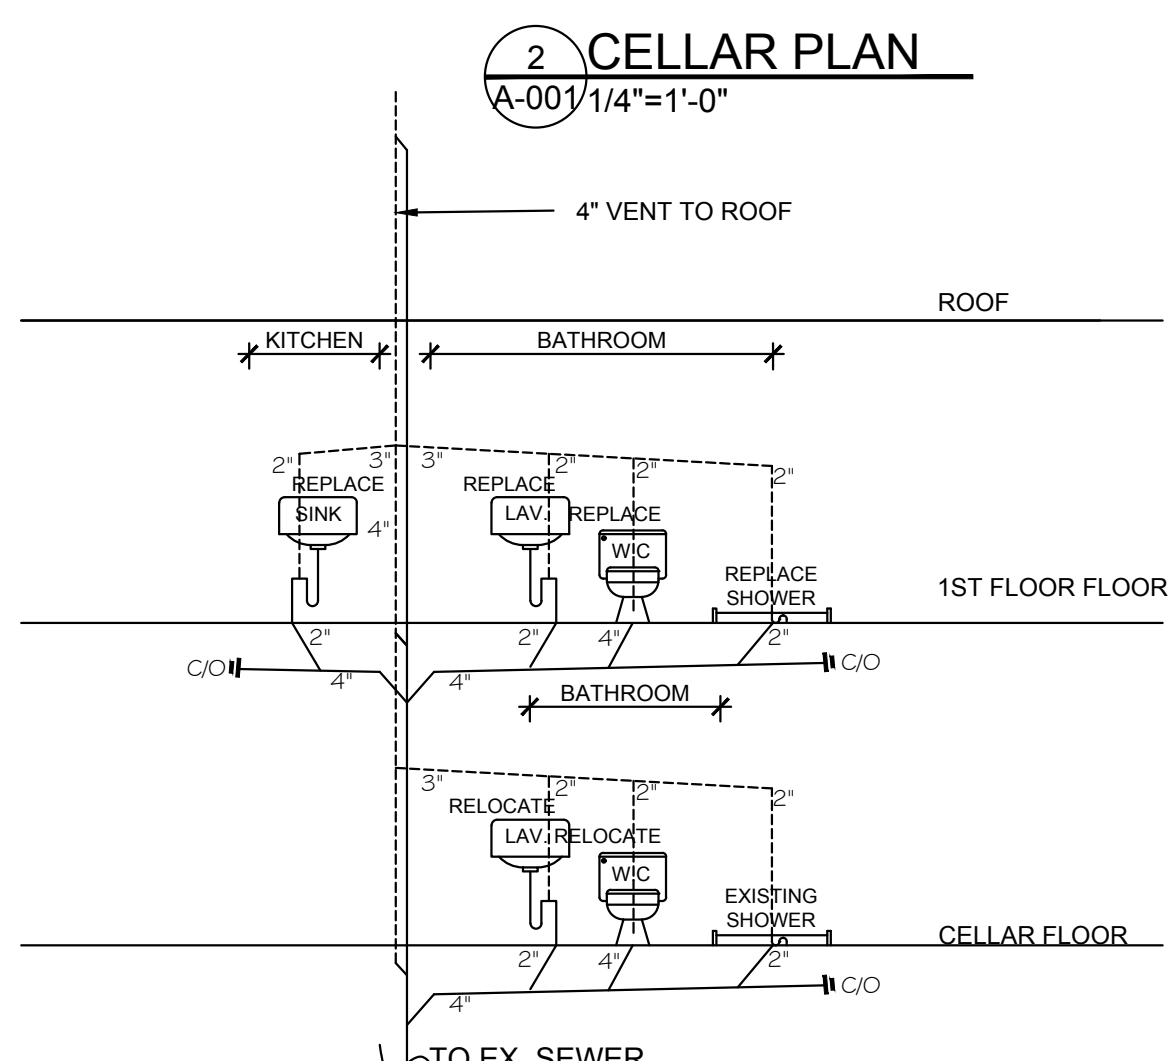 2
CELLAR PLAN
A-001
1/4"=1'-0"
4" VENT TO ROOF
ROOF
KITCHEN
BATHROOM
2"
3"
3"
2"
2"
2"
REPLACE
SINK
4"
REPLACE
LAV.
REPLACE
WC
REPLACE
SHOWER
1ST FLOOR FLOOR
2"
2"
4"
2"
C/O
4"
4"
C/O
BATHROOM
3"
2"
2"
2"
RELOCATE
LAV.
RELOCATE
WC
EXISTING
SHOWER
CELLAR FLOOR
2"
4"
2"
4"
C/O
TO EX. SEWER